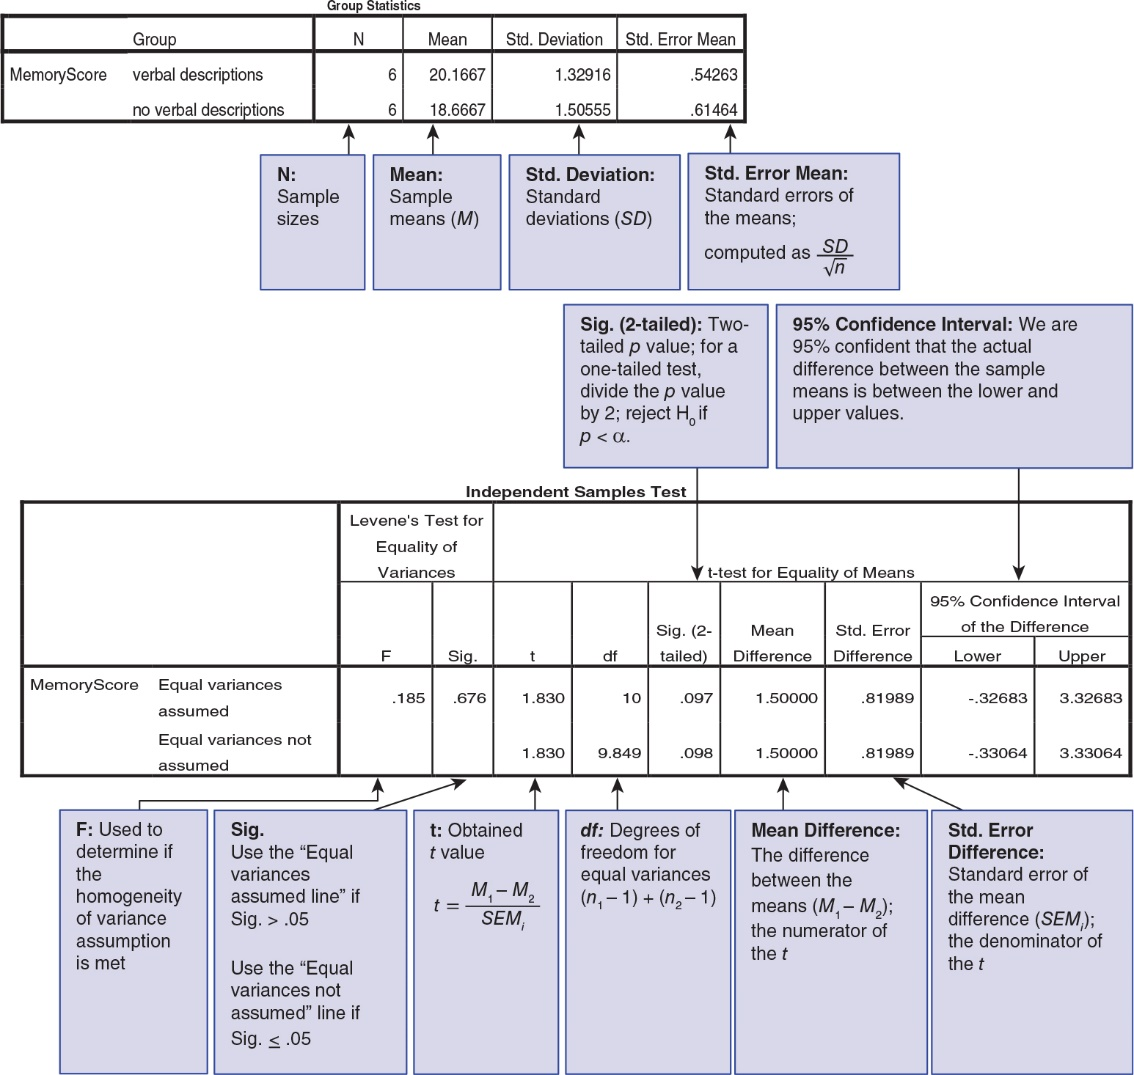 Group Statistics
Group N Mean Std. Deviation Std. Error Mean
MemoryScore verbal descriptions 6 20.1667 1.32916 .54263
no verbal descriptions 6 18.6667 1.50555 .61464
N:
Sample
sizes
Mean:
Sample
means (M)
Std. Deviation:
Standard
deviations (SD)
Std. Error Mean:
Standard errors of
the means;
computed as SD/√n
Sig. (2-tailed): Two-
tailed p value; for a
one-tailed test,
divide the p value
by 2; reject H₀ if
p < α.
95% Confidence Interval: We are
95% confident that the actual
difference between the sample
means is between the lower and
upper values.
Independent Samples Test
Levene's Test for
Equality of
Variances
t-test for Equality of Means
95% Confidence Interval
of the Difference
F Sig. t df Sig. (2-
tailed) Mean
Difference Std. Error
Difference Lower Upper
MemoryScore Equal variances
assumed .185 .676 1.830 10 .097 1.50000 .81989 -.32683 3.32683
Equal variances not
assumed 1.830 9.849 .098 1.50000 .81989 -.33064 3.33064
F: Used to
determine if
the
homogeneity
of variance
assumption
is met
Sig.
Use the “Equal
variances
assumed line” if
Sig. > .05
Use the “Equal
variances not
assumed” line if
Sig. ≤ .05
t: Obtained
t value
t = M₁ – M₂ / SEMᵢ
df: Degrees of
freedom for
equal variances
(n₁ – 1) + (n₂ – 1)
Mean Difference:
The difference
between the
means (M₁ – M₂);
the numerator of
the t
Std. Error
Difference:
Standard error of
the mean
difference (SEMᵢ);
the denominator of
the t